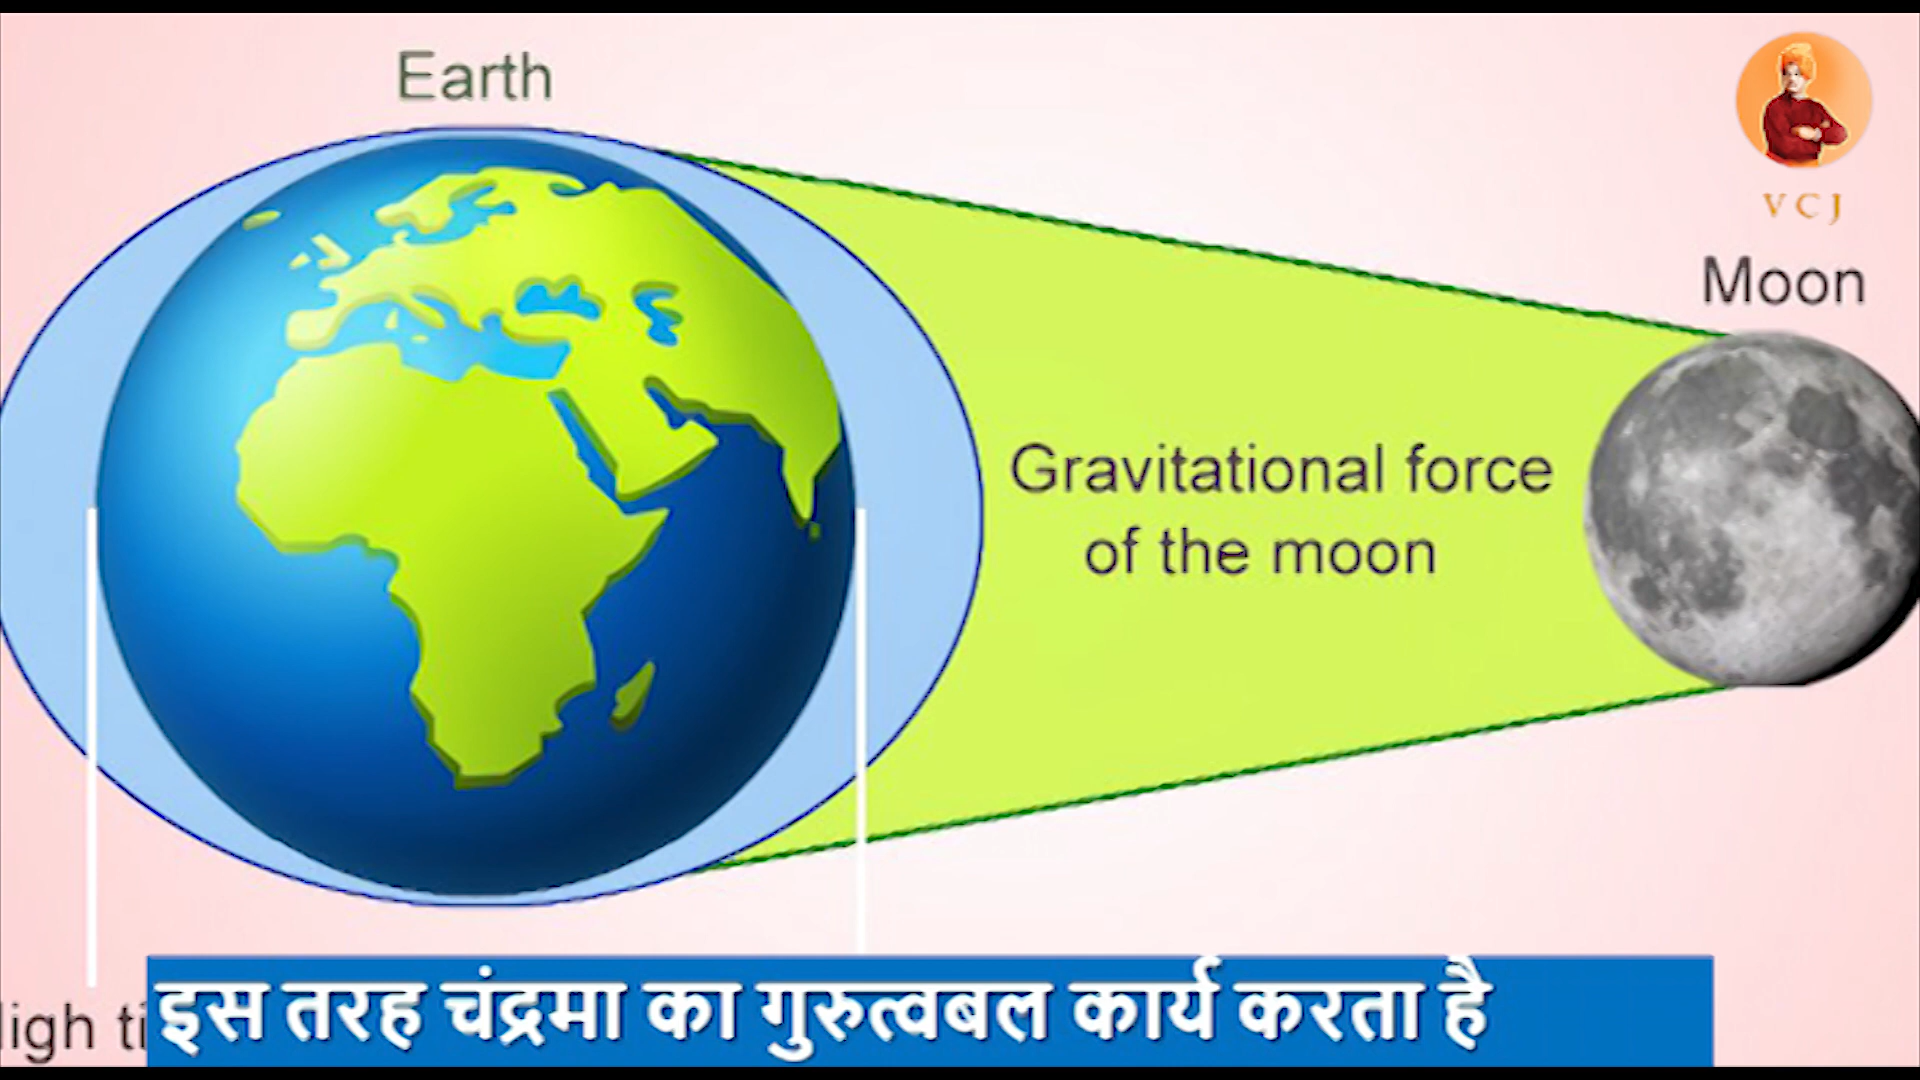 Earth
VCJ
Moon
Gravitational force
of the moon
इस तरह चंद्रमा का गुरुत्वबल कार्य करता है